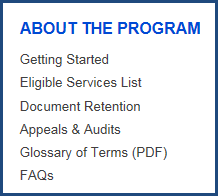 ABOUT THE PROGRAM
Getting Started
Eligible Services List
Document Retention
Appeals & Audits
Glossary of Terms (PDF)
FAQs